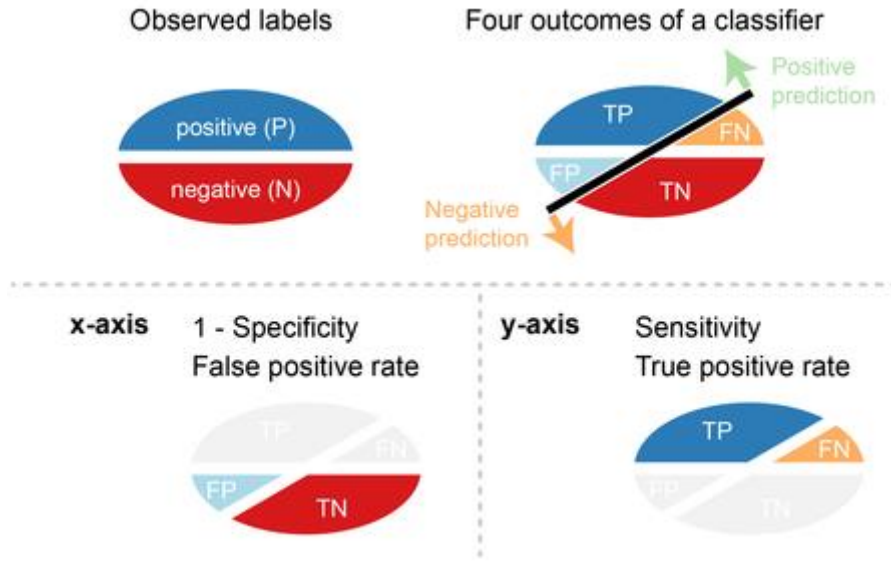 Observed labels
Four outcomes of a classifier
positive (P)
negative (N)
Positive
prediction
TP
FN
FP
TN
Negative
prediction
x-axis
1 - Specificity
False positive rate
TP
FN
FP
TN
y-axis
Sensitivity
True positive rate
TP
FN
FP
TN